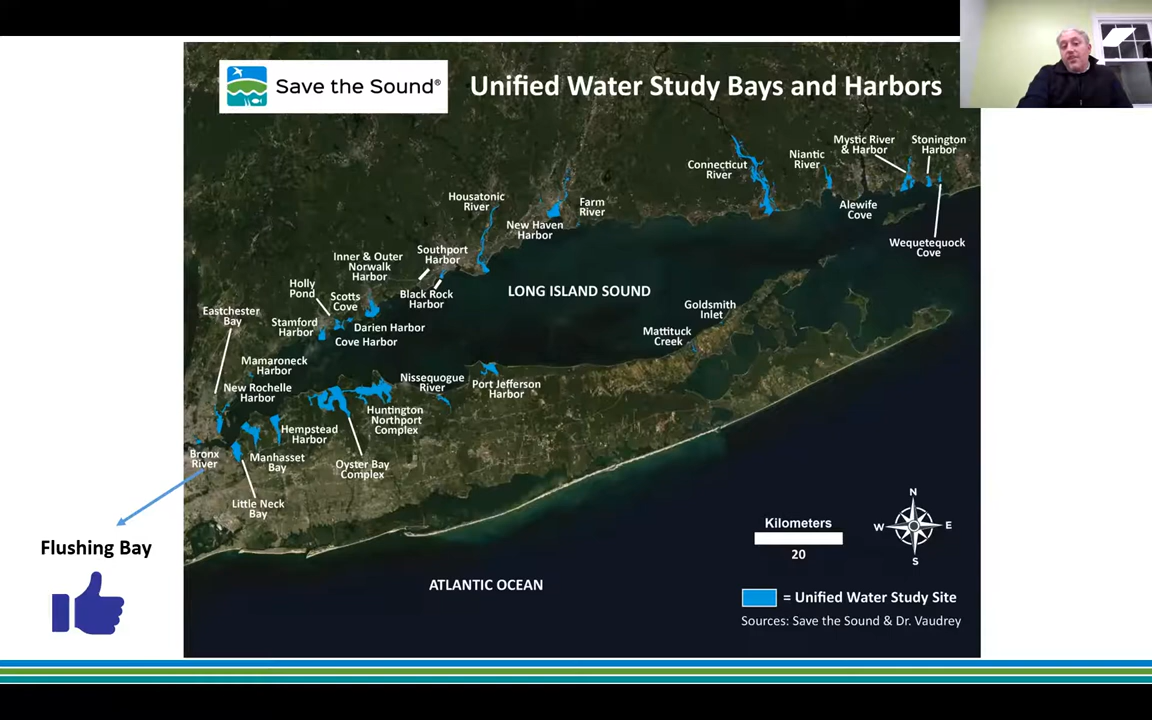 Save the Sound®
Unified Water Study Bays and Harbors
Mystic River
& Harbor
Stonington
Harbor
Niantic
River
Connecticut
River
Housatonic
River
Farm
River
New Haven
Harbor
Alewife
Cove
Wequetequock
Cove
Southport
Harbor
Inner & Outer
Norwalk
Harbor
Holly
Pond
Scotts
Cove
Black Rock
Harbor
LONG ISLAND SOUND
Eastchester
Bay
Stamford
Harbor
Darien Harbor
Cove Harbor
Goldsmith
Inlet
Mattituck
Creek
Mamaroneck
Harbor
New Rochelle
Harbor
Nissequogue
River
Port Jefferson
Harbor
Huntington
Northport
Complex
Hempstead
Harbor
Bronx
River
Manhasset
Bay
Oyster Bay
Complex
Little Neck
Bay
Flushing Bay
ATLANTIC OCEAN
Kilometers
20
N
W
E
S
= Unified Water Study Site
Sources: Save the Sound & Dr. Vaudrey